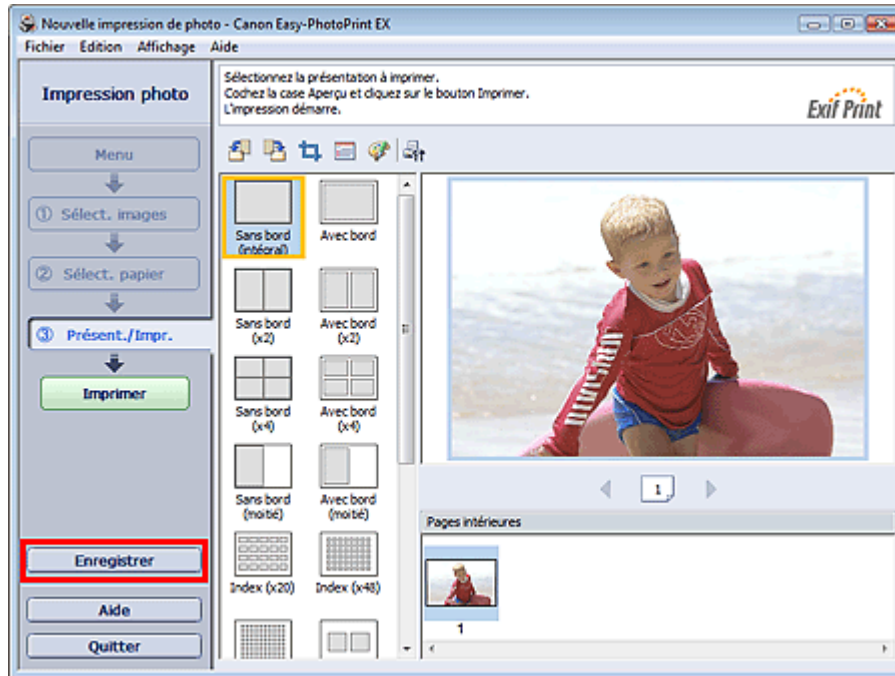 Nouvelle impression de photo - Canon Easy-PhotoPrint EX
Fichier Édition Affichage Aide
Impression photo
Sélectionnez la présentation à imprimer.
Cochez la case Aperçu et cliquez sur le bouton Imprimer.
L'impression démarre.
Exif Print
Menu
① Sélect. images
② Sélect. papier
③ Présent./Impr.
Imprimer
Enregistrer
Aide
Quitter
Sans bord
(intégral)
Avec bord
Sans bord
(x2)
Avec bord
(x2)
Sans bord
(x4)
Avec bord
(x4)
Sans bord
(moitié)
Avec bord
(moitié)
Index (x20)
Index (x48)
1
Pages intérieures
1